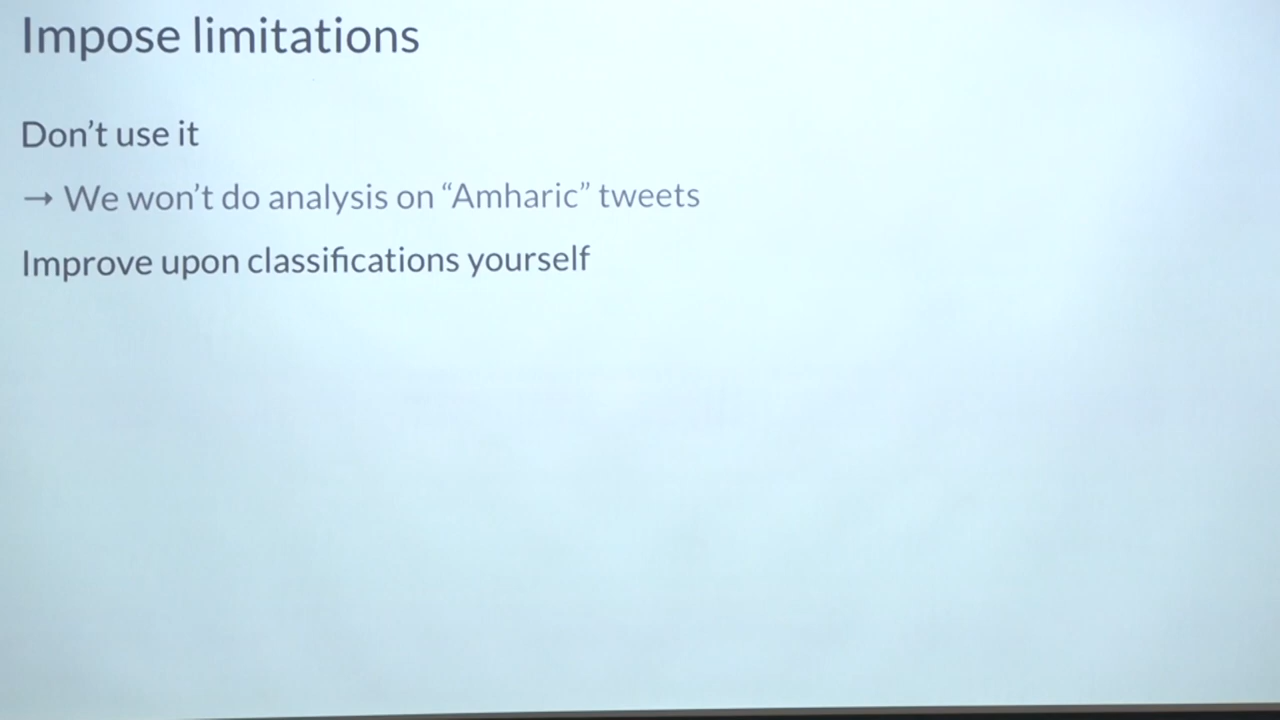 Impose limitations
Don’t use it
→ We won’t do analysis on “Amharic” tweets
Improve upon classifications yourself